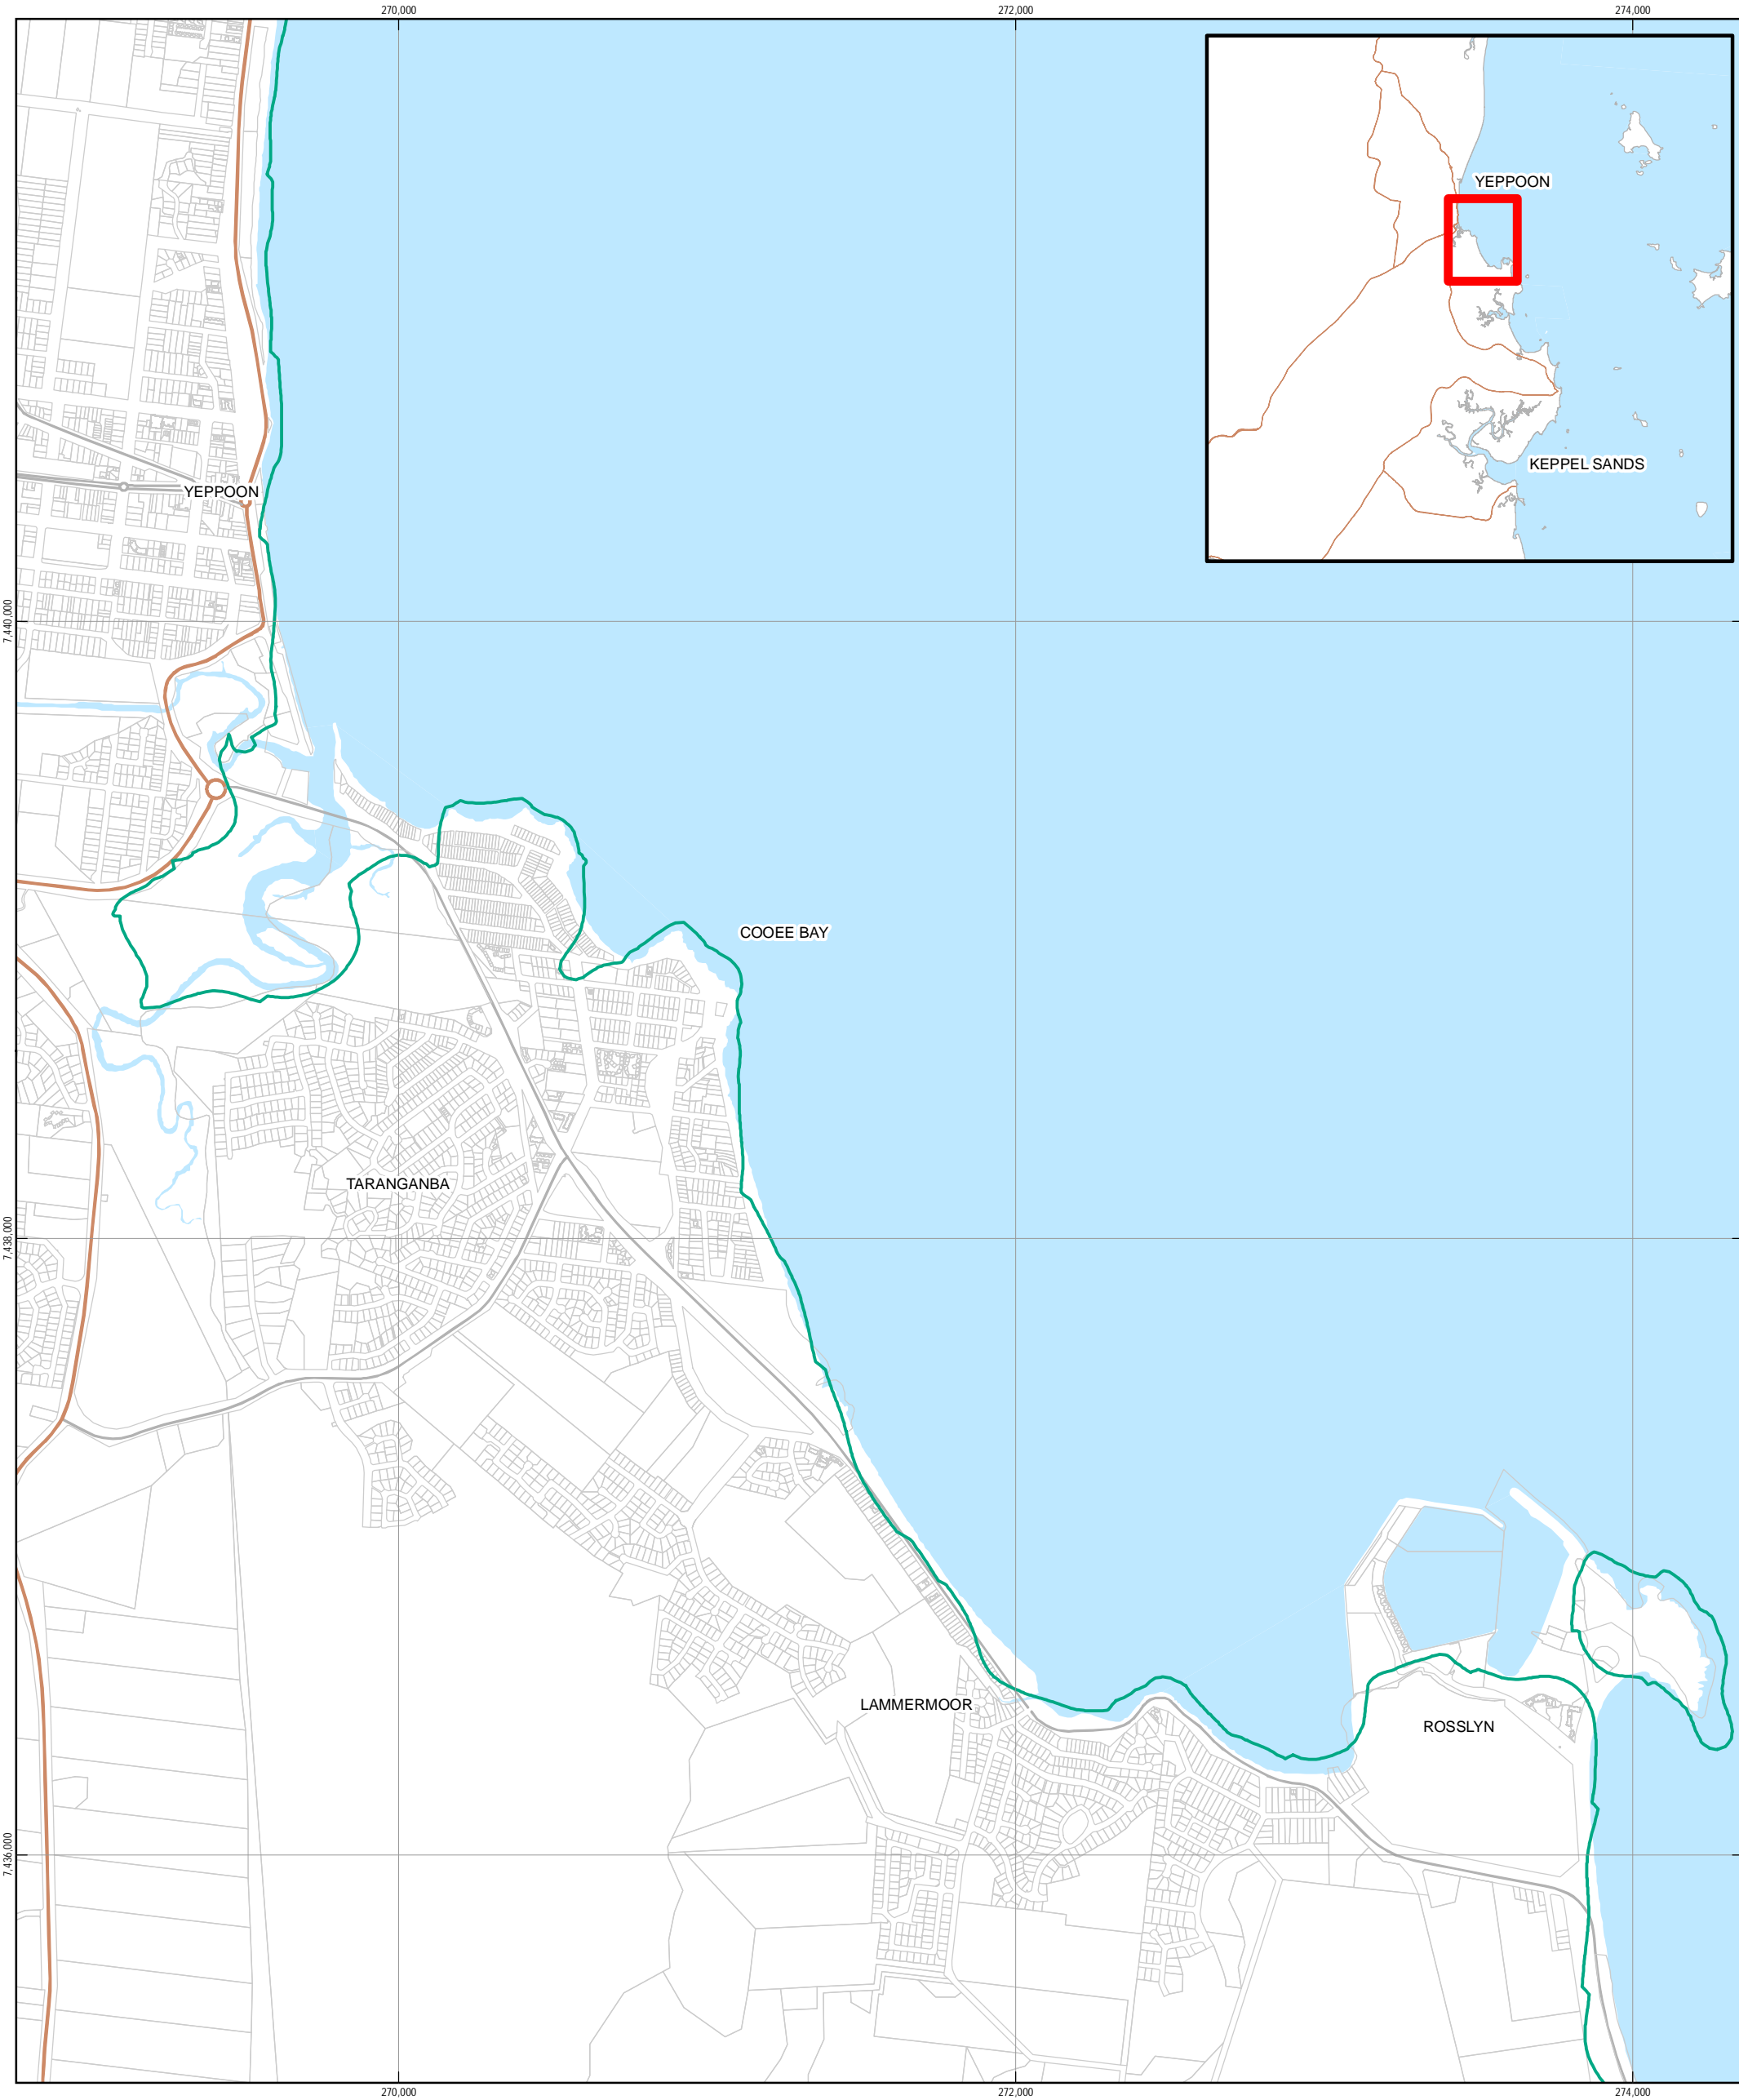 270,000
272,000
274,000
YEPPOON
KEPPEL SANDS
YEPPOON
7,440,000
COOEE BAY
TARANGANBA
7,438,000
LAMMERMOOR
ROSSLYN
7,436,000
270,000
272,000
274,000